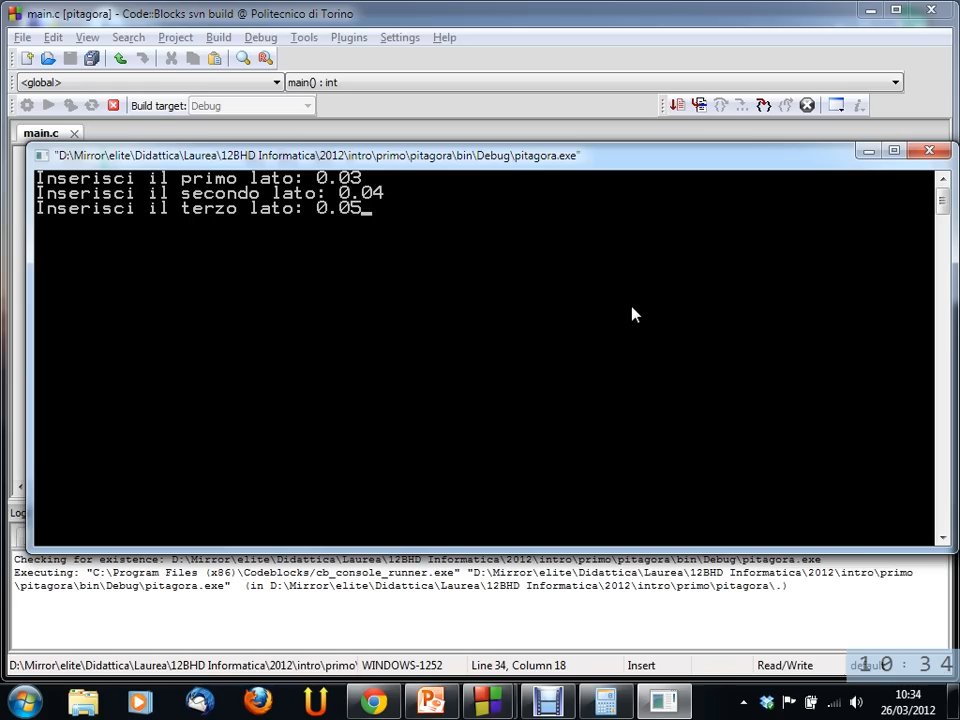 main.c [pitagora] - Code::Blocks svn build @ Politecnico di Torino
File Edit View Search Project Build Debug Tools Plugins Settings Help
<global> main() : int
Build target: Debug
main.c
"D:\Mirror\elite\Didattica\Laurea\12BHD Informatica\2012\intro\primo\pitagora\bin\Debug\pitagora.exe"
Inserisci il primo lato: 0.03
Inserisci il secondo lato: 0.04
Inserisci il terzo lato: 0.05_
Log
Checking for existence: D:\Mirror\elite\Didattica\Laurea\12BHD Informatica\2012\intro\primo\pitagora\bin\Debug\pitagora.exe
Executing: "C:\Program Files (x86)\Codeblocks/cb_console_runner.exe" "D:\Mirror\elite\Didattica\Laurea\12BHD Informatica\2012\intro\primo
\pitagora\bin\Debug\pitagora.exe" (in D:\Mirror\elite\Didattica\Laurea\12BHD Informatica\2012\intro\primo\pitagora\.)
D:\Mirror\elite\Didattica\Laurea\12BHD Informatica\2012\intro\primo\ WINDOWS-1252 Line 34, Column 18 Insert Read/Write default
10:34
10:34
26/03/2012